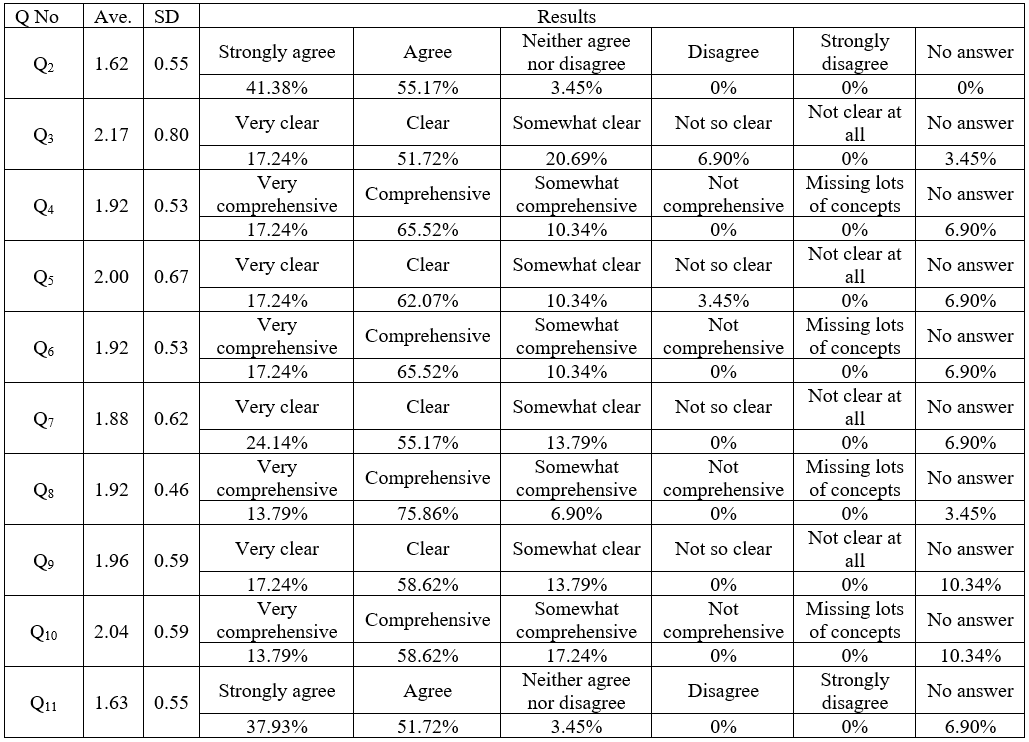 Q No Ave. SD Results
Q2 1.62 0.55 Strongly agree Agree Neither agree nor disagree Disagree Strongly disagree No answer
41.38% 55.17% 3.45% 0% 0% 0%
Q3 2.17 0.80 Very clear Clear Somewhat clear Not so clear Not clear at all No answer
17.24% 51.72% 20.69% 6.90% 0% 3.45%
Q4 1.92 0.53 Very comprehensive Comprehensive Somewhat comprehensive Not comprehensive Missing lots of concepts No answer
17.24% 65.52% 10.34% 0% 0% 6.90%
Q5 2.00 0.67 Very clear Clear Somewhat clear Not so clear Not clear at all No answer
17.24% 62.07% 10.34% 3.45% 0% 6.90%
Q6 1.92 0.53 Very comprehensive Comprehensive Somewhat comprehensive Not comprehensive Missing lots of concepts No answer
17.24% 65.52% 10.34% 0% 0% 6.90%
Q7 1.88 0.62 Very clear Clear Somewhat clear Not so clear Not clear at all No answer
24.14% 55.17% 13.79% 0% 0% 6.90%
Q8 1.92 0.46 Very comprehensive Comprehensive Somewhat comprehensive Not comprehensive Missing lots of concepts No answer
13.79% 75.86% 6.90% 0% 0% 3.45%
Q9 1.96 0.59 Very clear Clear Somewhat clear Not so clear Not clear at all No answer
17.24% 58.62% 13.79% 0% 0% 10.34%
Q10 2.04 0.59 Very comprehensive Comprehensive Somewhat comprehensive Not comprehensive Missing lots of concepts No answer
13.79% 58.62% 17.24% 0% 0% 10.34%
Q11 1.63 0.55 Strongly agree Agree Neither agree nor disagree Disagree Strongly disagree No answer
37.93% 51.72% 3.45% 0% 0% 6.90%